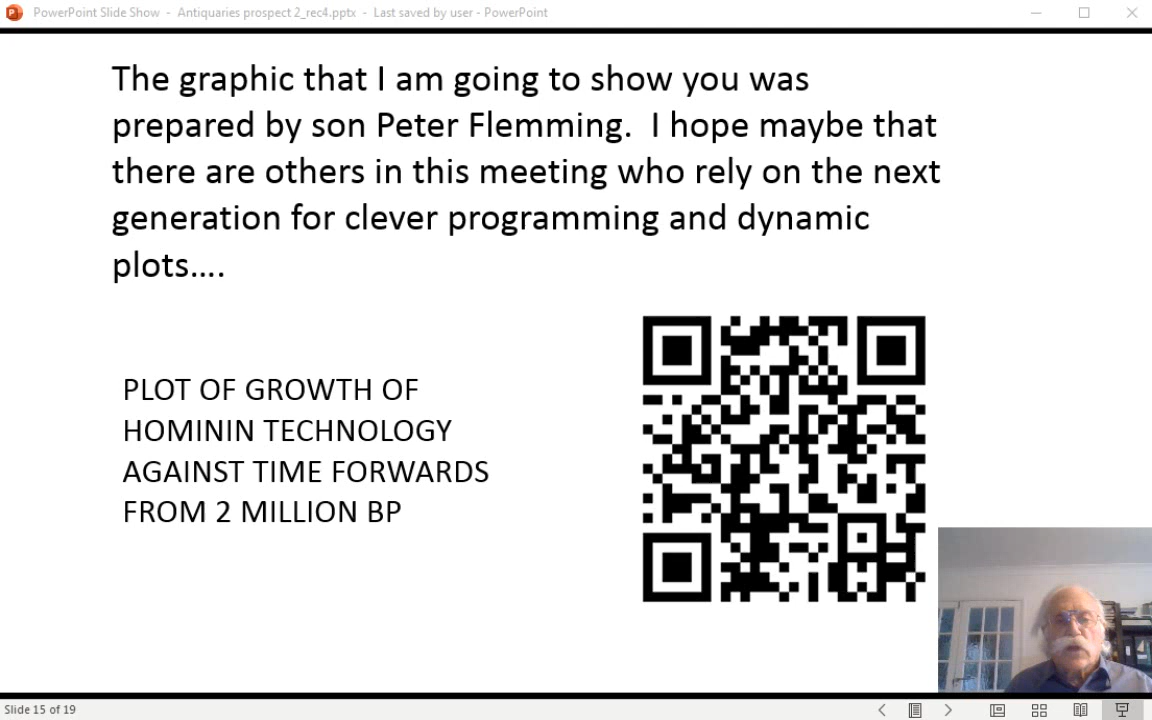 PowerPoint Slide Show - Antiquaries prospect 2_rec4.pptx - Last saved by user - PowerPoint
The graphic that I am going to show you was
prepared by son Peter Flemming. I hope maybe that
there are others in this meeting who rely on the next
generation for clever programming and dynamic
plots....
PLOT OF GROWTH OF
HOMININ TECHNOLOGY
AGAINST TIME FORWARDS
FROM 2 MILLION BP
Slide 15 of 19